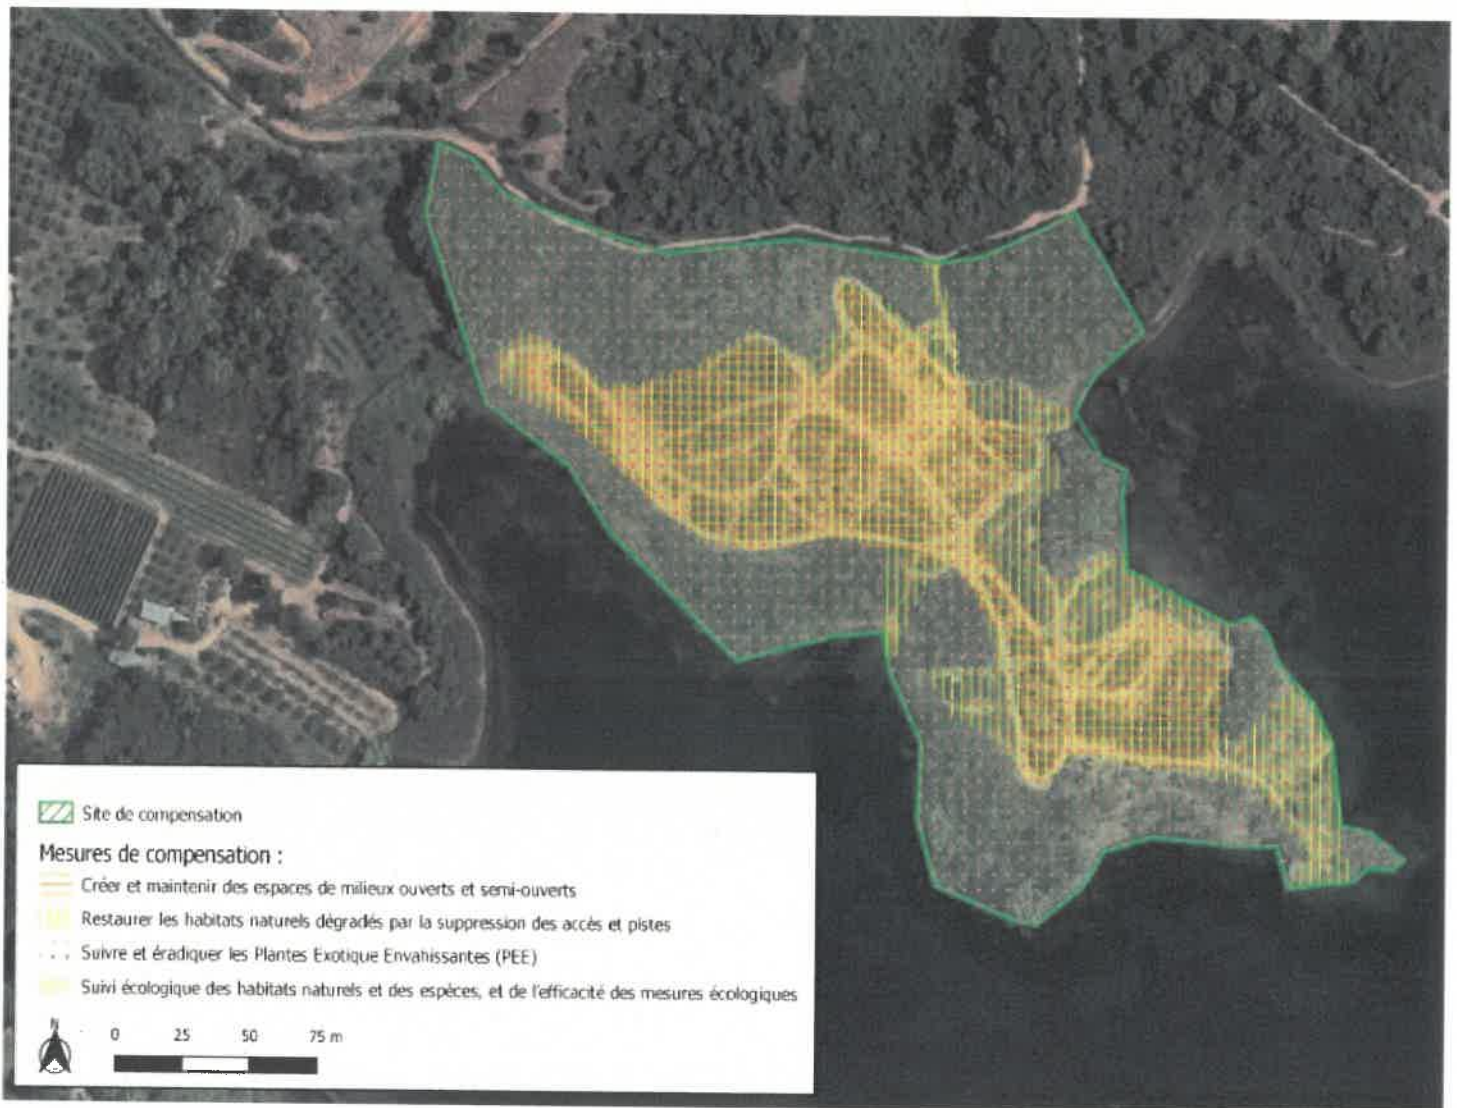 Site de compensation
Mesures de compensation :
Créer et maintenir des espaces de milieux ouverts et semi-ouverts
Restaurer les habitats naturels dégradés par la suppression des accès et pistes
Suivre et éradiquer les Plantes Exotique Envahissantes (PEE)
Suivi écologique des habitats naturels et des espèces, et de l'efficacité des mesures écologiques
N
0 25 50 75 m